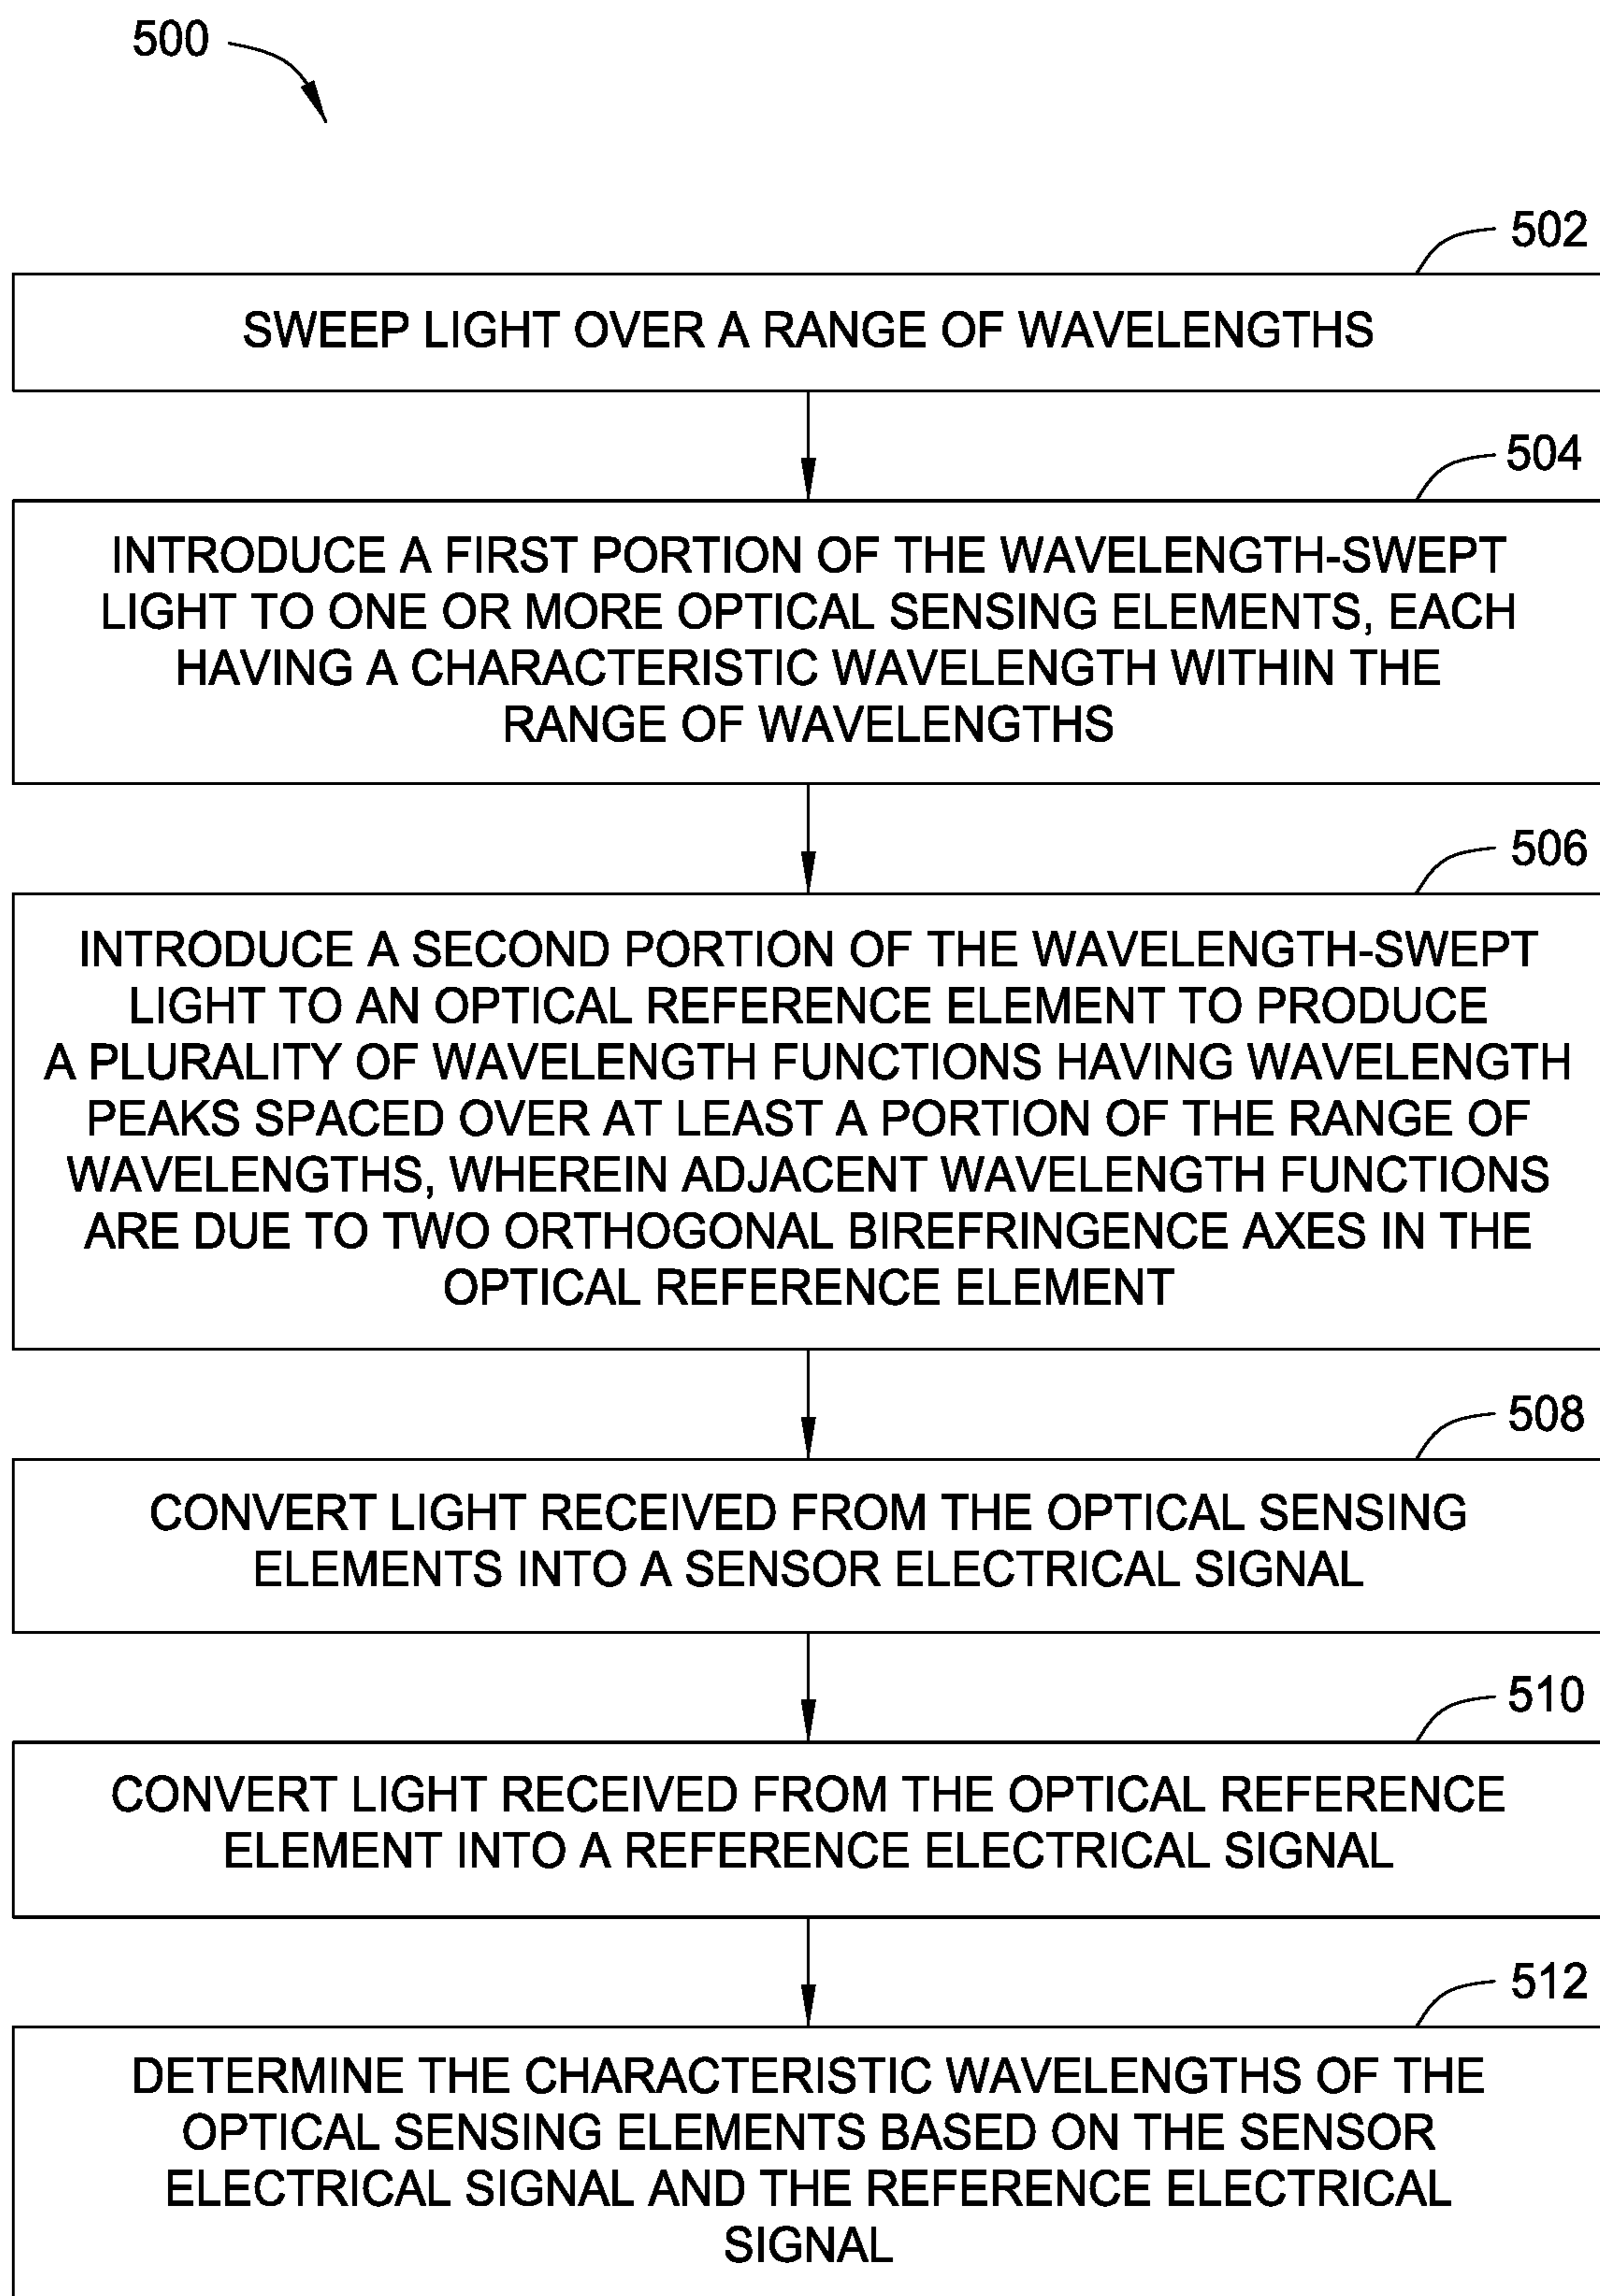 500
502
SWEEP LIGHT OVER A RANGE OF WAVELENGTHS
504
INTRODUCE A FIRST PORTION OF THE WAVELENGTH-SWEPT
LIGHT TO ONE OR MORE OPTICAL SENSING ELEMENTS, EACH
HAVING A CHARACTERISTIC WAVELENGTH WITHIN THE
RANGE OF WAVELENGTHS
506
INTRODUCE A SECOND PORTION OF THE WAVELENGTH-SWEPT
LIGHT TO AN OPTICAL REFERENCE ELEMENT TO PRODUCE
A PLURALITY OF WAVELENGTH FUNCTIONS HAVING WAVELENGTH
PEAKS SPACED OVER AT LEAST A PORTION OF THE RANGE OF
WAVELENGTHS, WHEREIN ADJACENT WAVELENGTH FUNCTIONS
ARE DUE TO TWO ORTHOGONAL BIREFRINGENCE AXES IN THE
OPTICAL REFERENCE ELEMENT
508
CONVERT LIGHT RECEIVED FROM THE OPTICAL SENSING
ELEMENTS INTO A SENSOR ELECTRICAL SIGNAL
510
CONVERT LIGHT RECEIVED FROM THE OPTICAL REFERENCE
ELEMENT INTO A REFERENCE ELECTRICAL SIGNAL
512
DETERMINE THE CHARACTERISTIC WAVELENGTHS OF THE
OPTICAL SENSING ELEMENTS BASED ON THE SENSOR
ELECTRICAL SIGNAL AND THE REFERENCE ELECTRICAL
SIGNAL